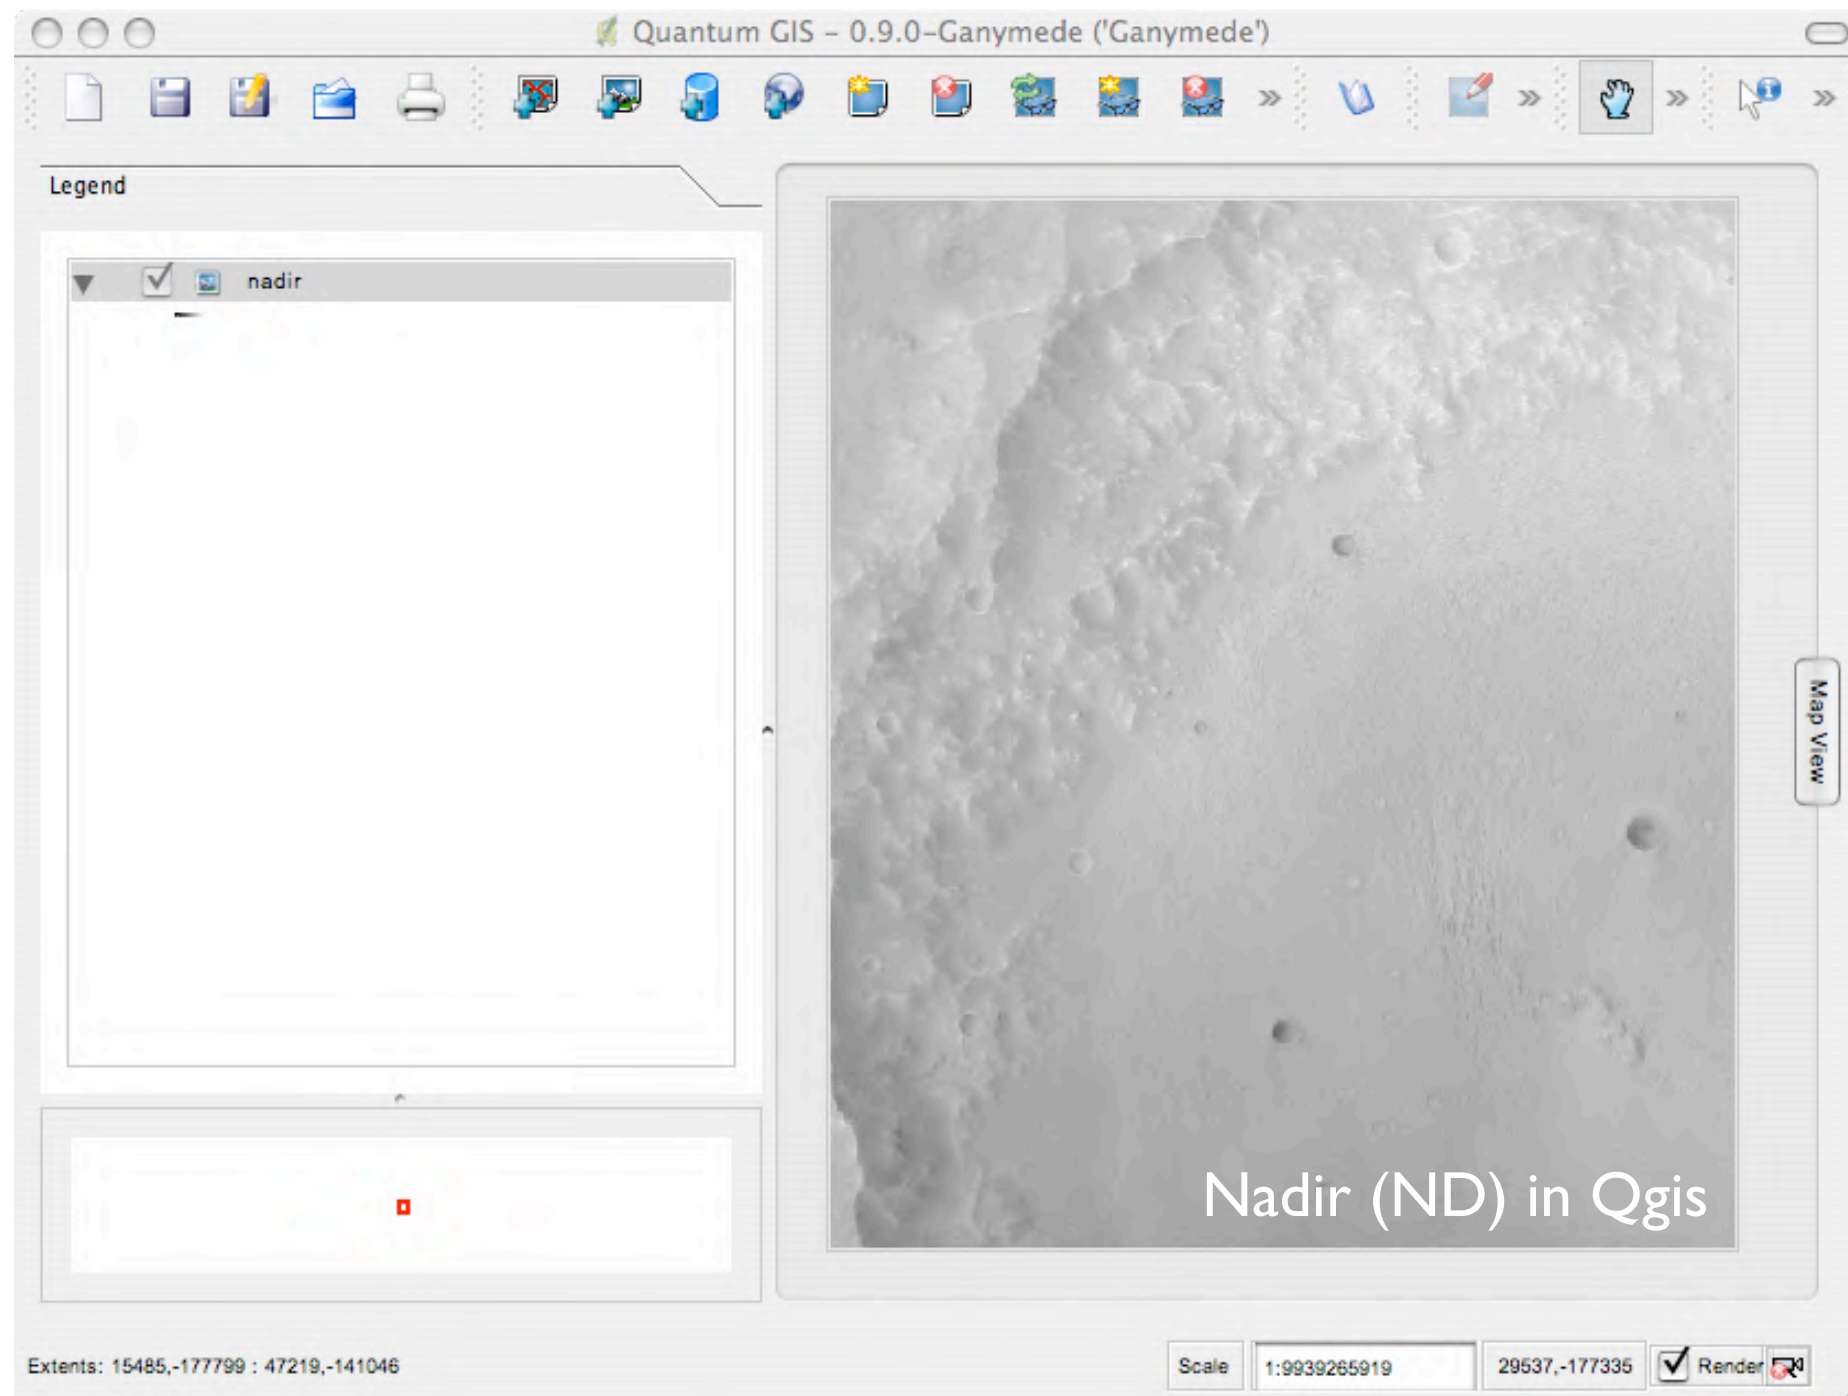 Quantum GIS - 0.9.0-Ganymede ('Ganymede')
Legend
nadir
Map View
Nadir (ND) in Qgis
Extents: 15485,-177799 : 47219,-141046
Scale
1:9939265919
29537,-177335
Render